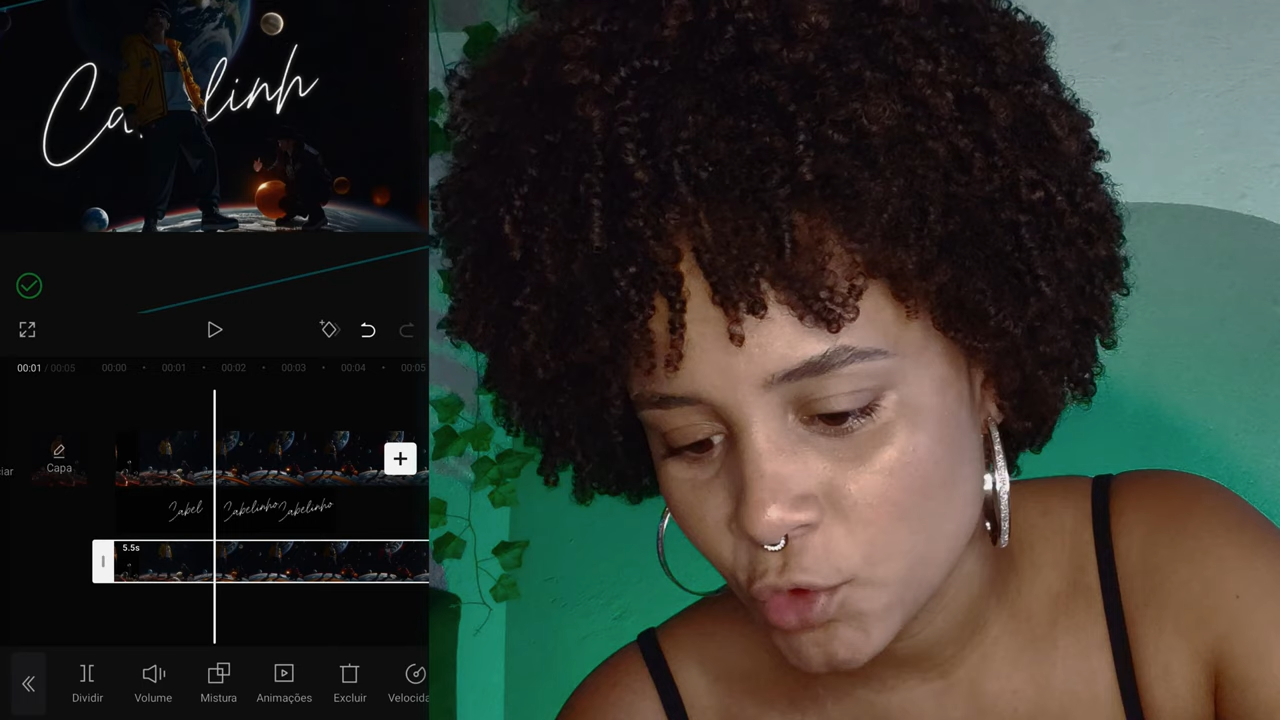 Ca linh
00:01 / 00:05 00:00 00:01 00:02 00:03 00:04 00:05
ciar
Capa
Cabel Cabelinho Cabelinho
5.5s
Dividir Volume Mistura Animações Excluir Velocida